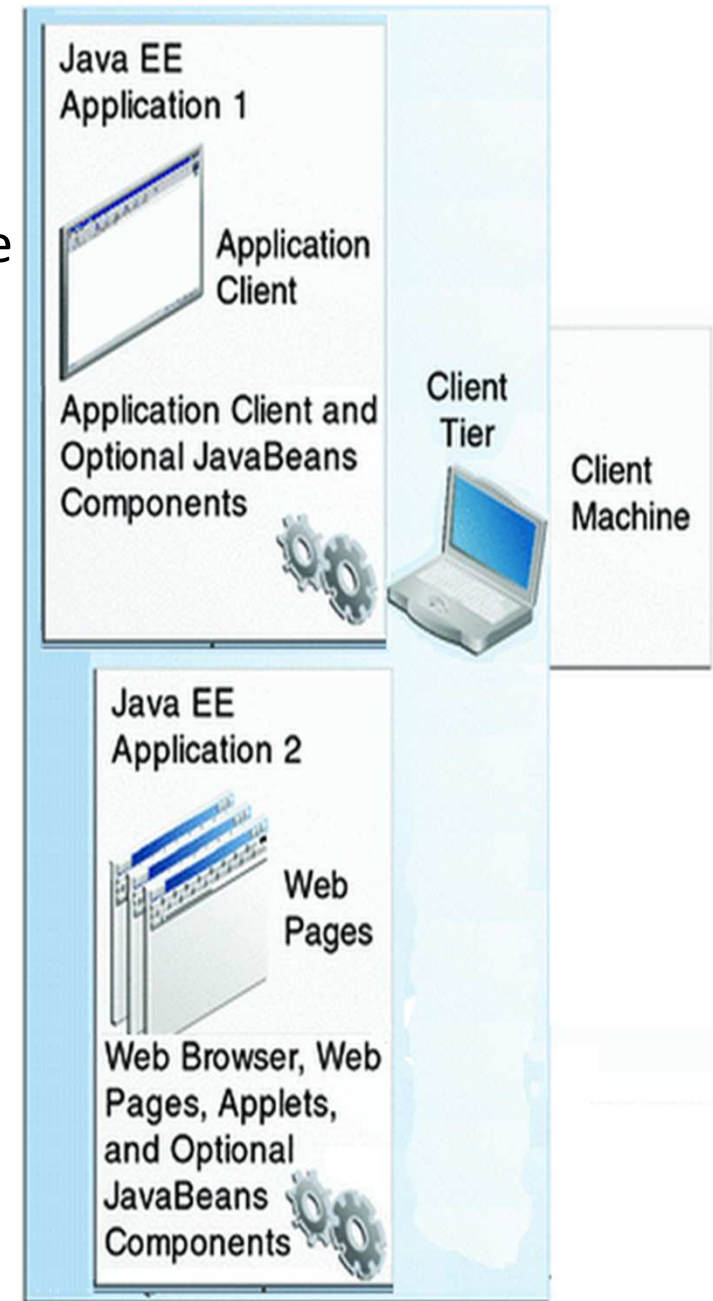 e
Java EE
Application 1
Application
Client
Application Client and
Optional JavaBeans
Components
Client
Tier
Client
Machine
Java EE
Application 2
Web
Pages
Web Browser, Web
Pages, Applets,
and Optional
JavaBeans
Components